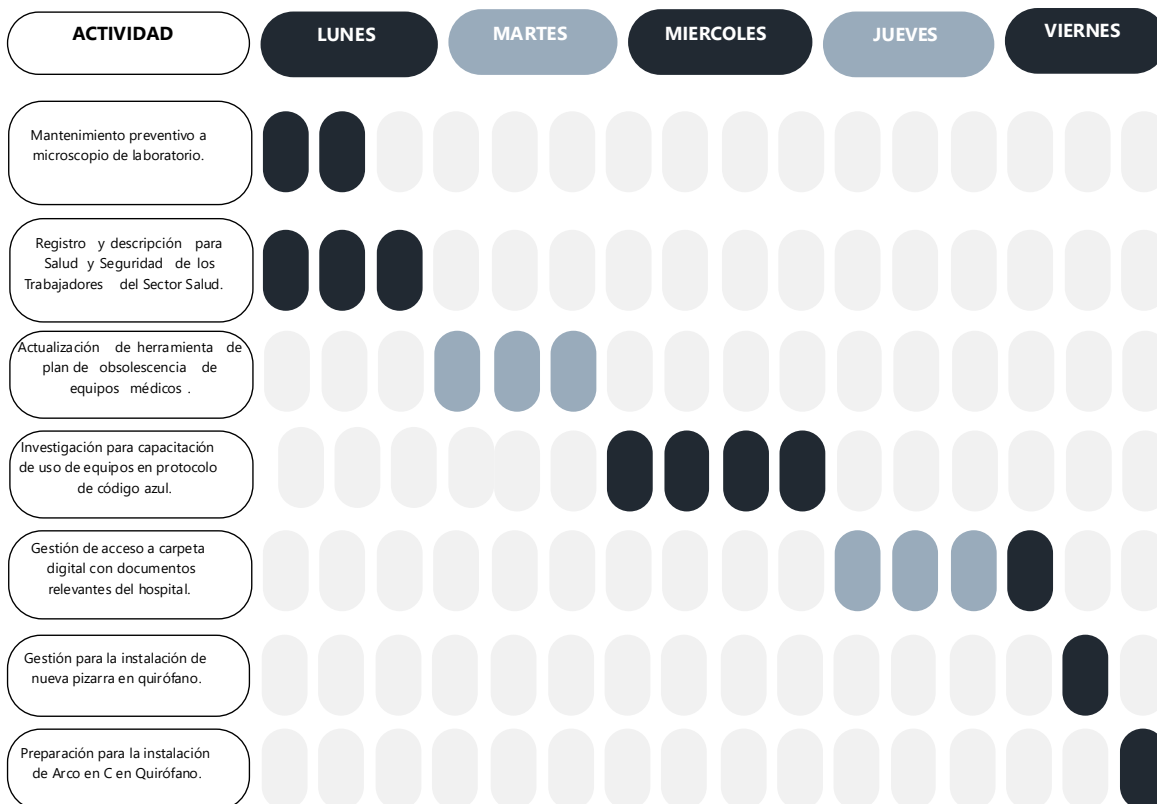 ACTIVIDAD LUNES MARTES MIERCOLES JUEVES VIERNES
Mantenimiento preventivo a
microscopio de laboratorio.
Registro y descripción para
Salud y Seguridad de los
Trabajadores del Sector Salud.
Actualización de herramienta de
plan de obsolescencia de
equipos médicos .
Investigación para capacitación
de uso de equipos en protocolo
de código azul.
Gestión de acceso a carpeta
digital con documentos
relevantes del hospital.
Gestión para la instalación de
nueva pizarra en quirófano.
Preparación para la instalación
de Arco en C en Quirófano.